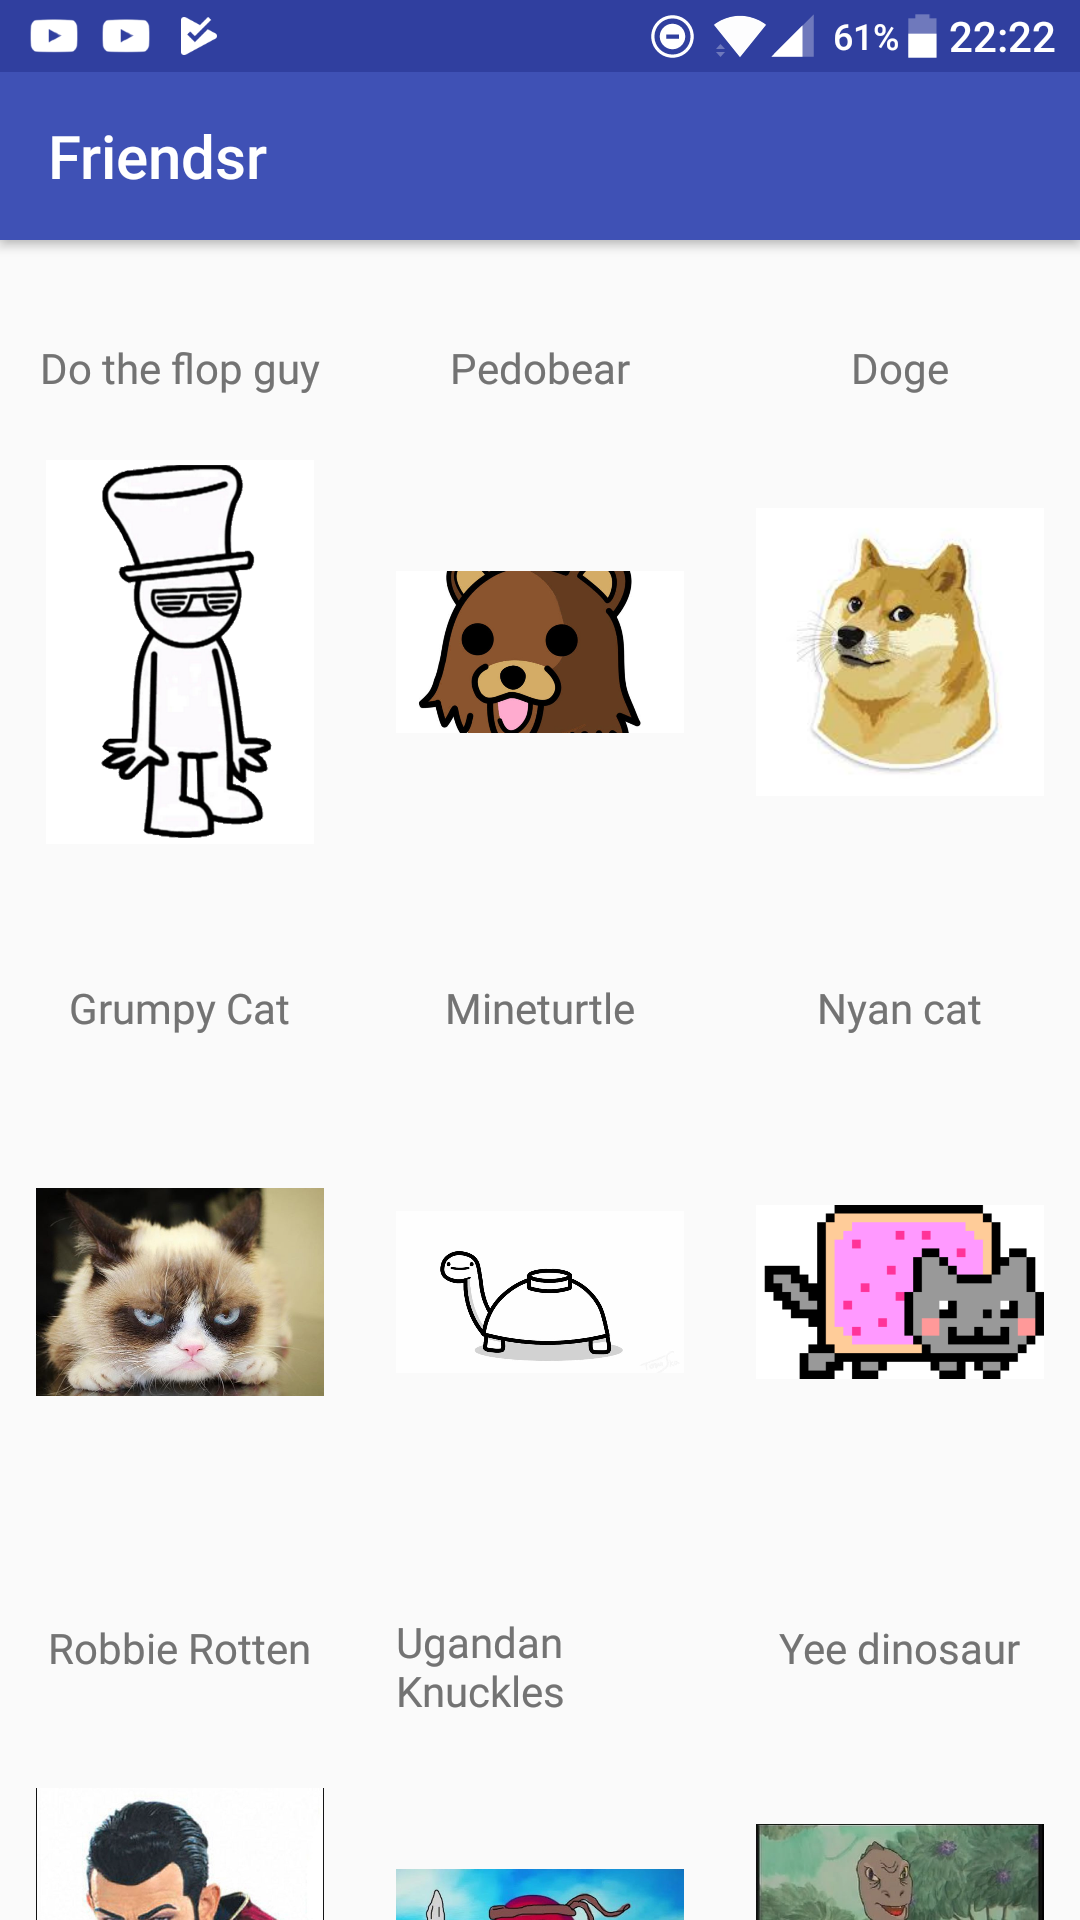 61% 22:22
Friendsr
Do the flop guy Pedobear Doge
Grumpy Cat Mineturtle Nyan cat
Robbie Rotten Ugandan Knuckles Yee dinosaur